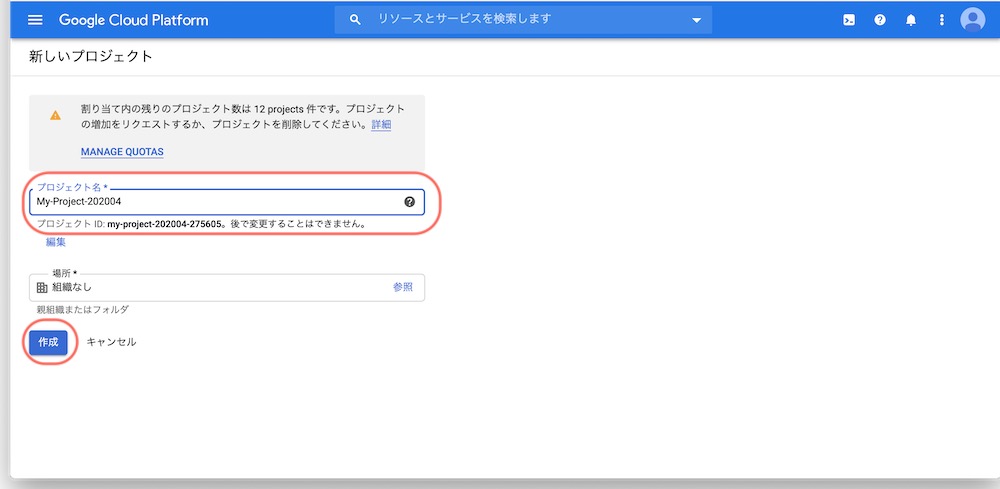 Google Cloud Platform
リソースとサービスを検索します
新しいプロジェクト
割り当て内の残りのプロジェクト数は 12 projects 件です。プロジェクト
の増加をリクエストするか、プロジェクトを削除してください。詳細
MANAGE QUOTAS
プロジェクト名 *
My-Project-202004
プロジェクト ID: my-project-202004-275605。後で変更することはできません。
編集
場所 *
組織なし 参照
親組織またはフォルダ
作成 キャンセル